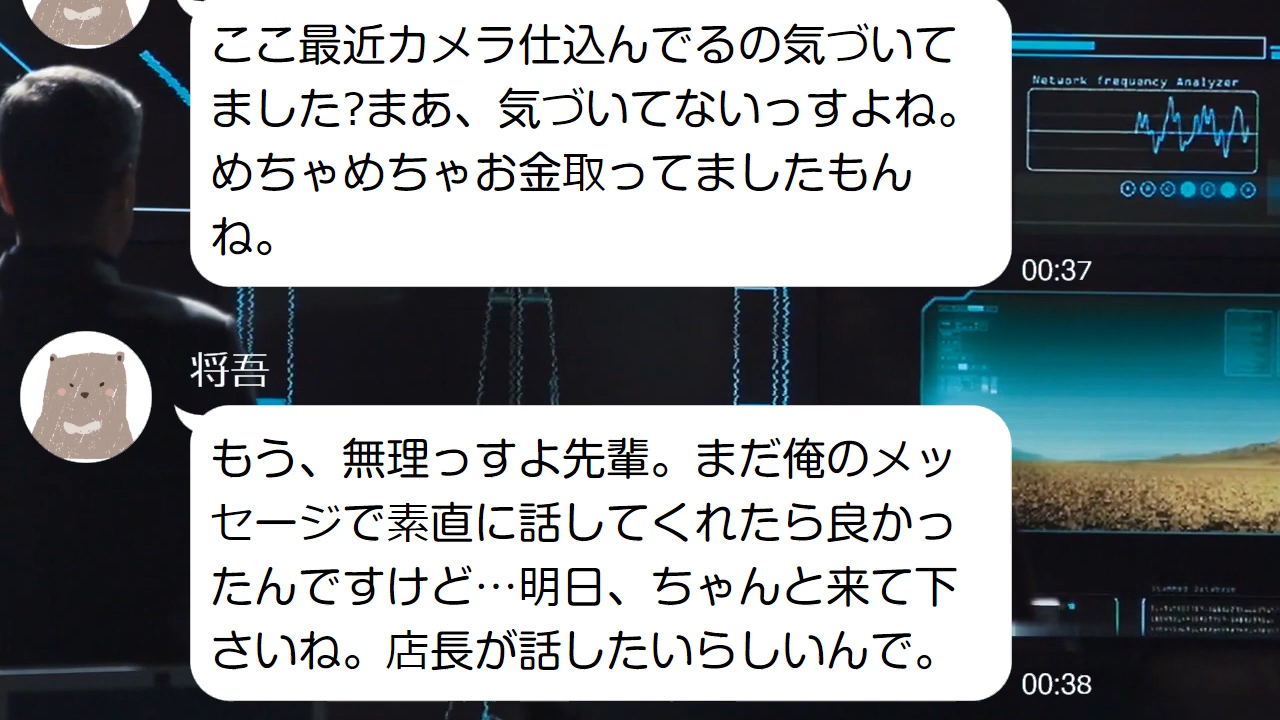 ここ最近カメラ仕込んでるの気づいて
ました?まあ、気づいてないっすよね。
めちゃめちゃお金取ってましたもん
ね。
00:37
Network frequency Analyzer
将吾
もう、無理っすよ先輩。まだ俺のメッ
セージで素直に話してくれたら良かっ
たんですけど…明日、ちゃんと来て下
さいね。店長が話したいらしいんで。
00:38